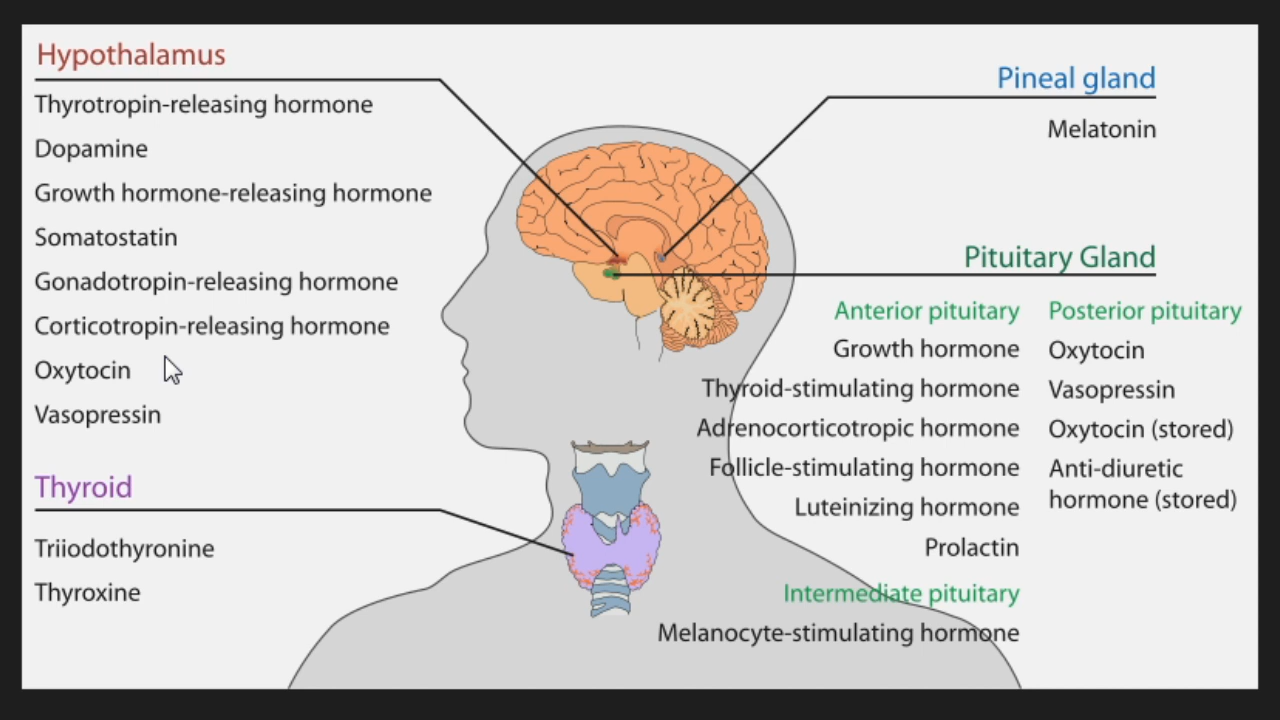 Hypothalamus
Thyrotropin-releasing hormone
Dopamine
Growth hormone-releasing hormone
Somatostatin
Gonadotropin-releasing hormone
Corticotropin-releasing hormone
Oxytocin
Vasopressin
Thyroid
Triiodothyronine
Thyroxine
Pineal gland
Melatonin
Pituitary Gland
Anterior pituitary
Growth hormone
Thyroid-stimulating hormone
Adrenocorticotropic hormone
Follicle-stimulating hormone
Luteinizing hormone
Prolactin
Intermediate pituitary
Melanocyte-stimulating hormone
Posterior pituitary
Oxytocin
Vasopressin
Oxytocin (stored)
Anti-diuretic
hormone (stored)